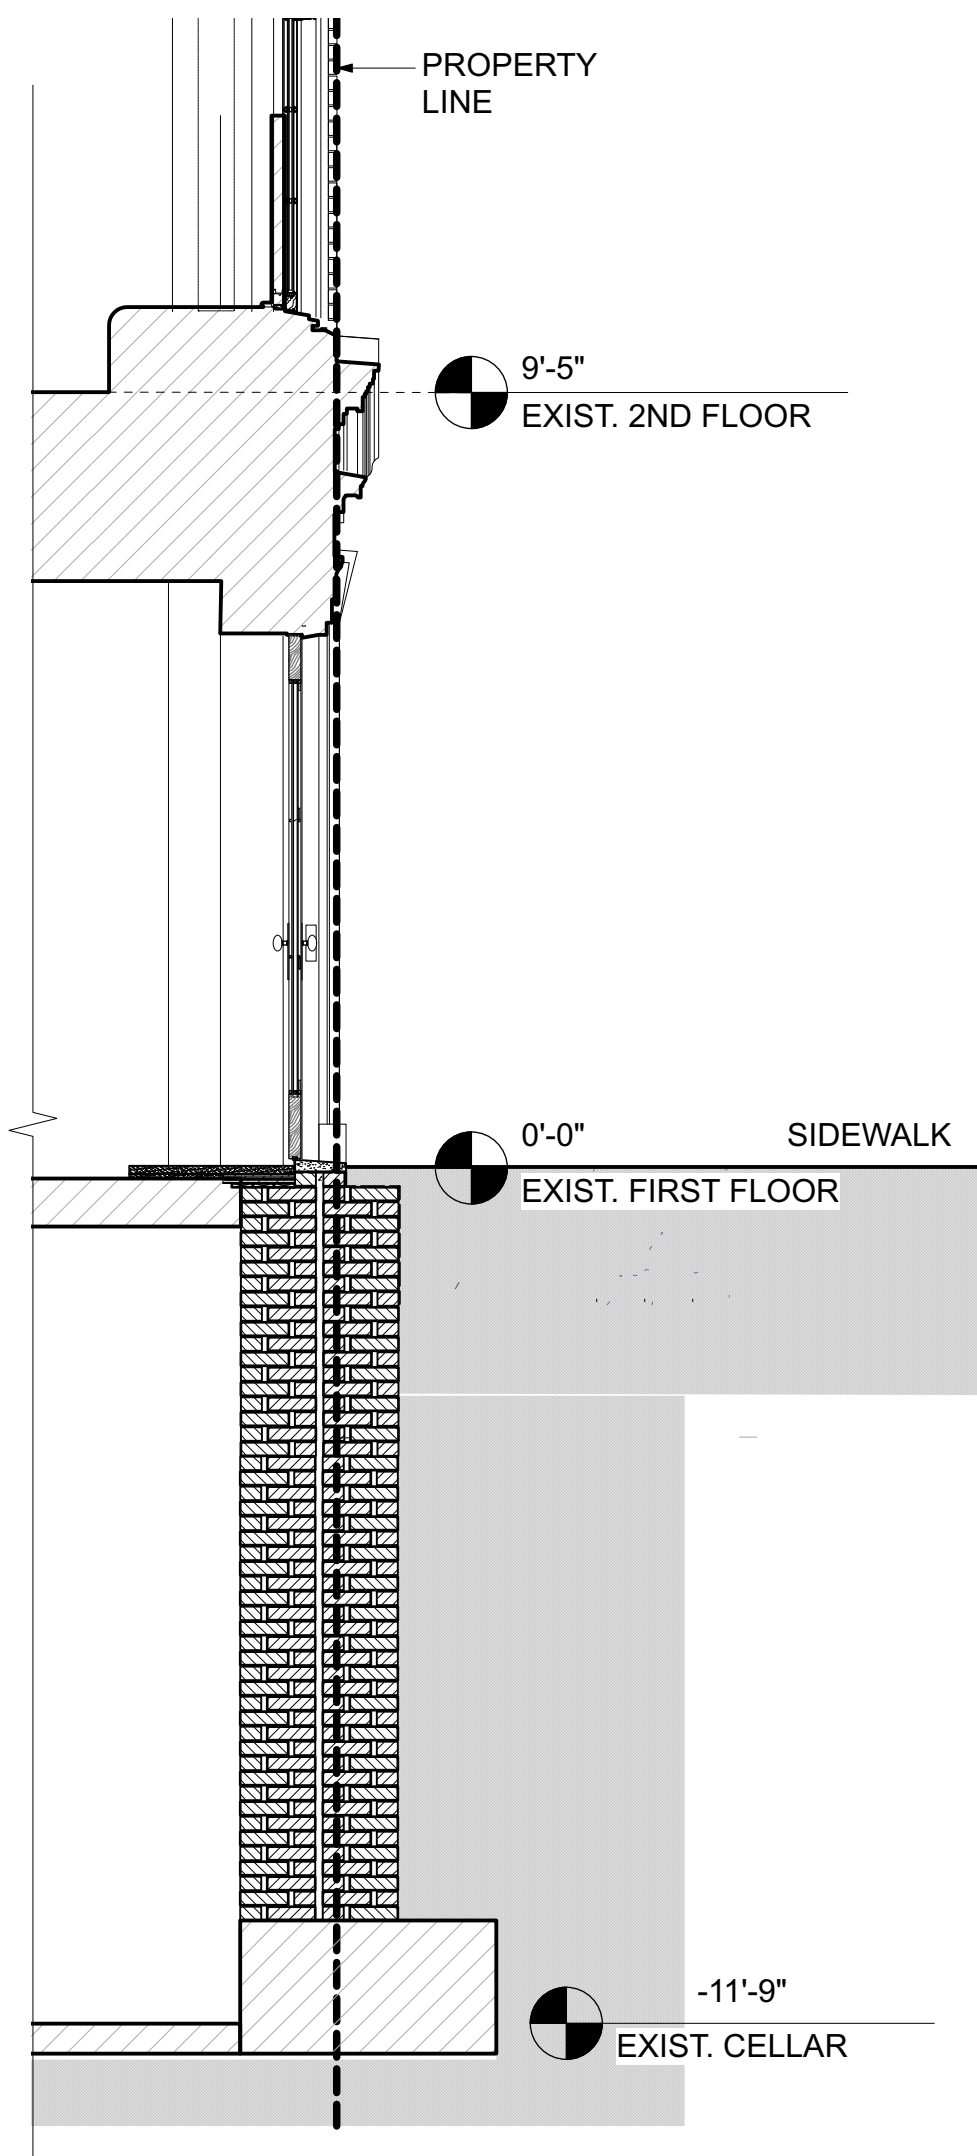 PROPERTY
LINE
9'-5"
EXIST. 2ND FLOOR
0'-0"
SIDEWALK
EXIST. FIRST FLOOR
-11'-9"
EXIST. CELLAR